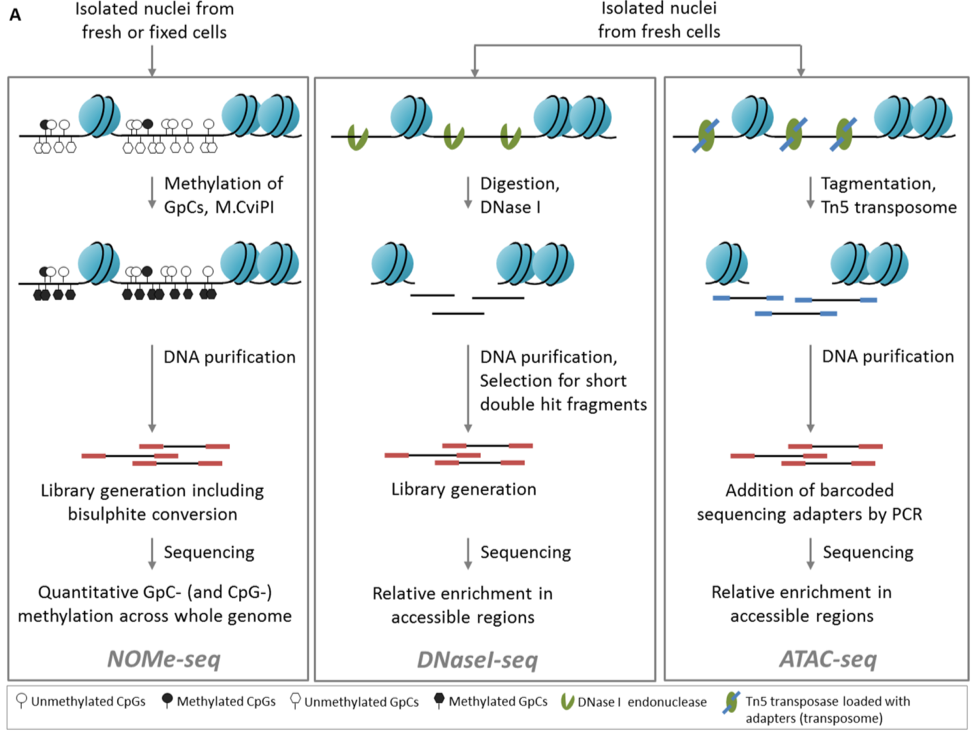 A
Isolated nuclei from
fresh or fixed cells
Isolated nuclei
from fresh cells
Methylation of
GpCs, M.CviPI
DNA purification
Library generation including
bisulphite conversion
Sequencing
Quantitative GpC- (and CpG-)
methylation across whole genome
NOMe-seq
Digestion,
DNase I
DNA purification,
Selection for short
double hit fragments
Library generation
Sequencing
Relative enrichment in
accessible regions
DNaseI-seq
Tagmentation,
Tn5 transposome
DNA purification
Addition of barcoded
sequencing adapters by PCR
Sequencing
Relative enrichment in
accessible regions
ATAC-seq
Unmethylated CpGs
Methylated CpGs
Unmethylated GpCs
Methylated GpCs
DNase I endonuclease
Tn5 transposase loaded with
adapters (transposome)